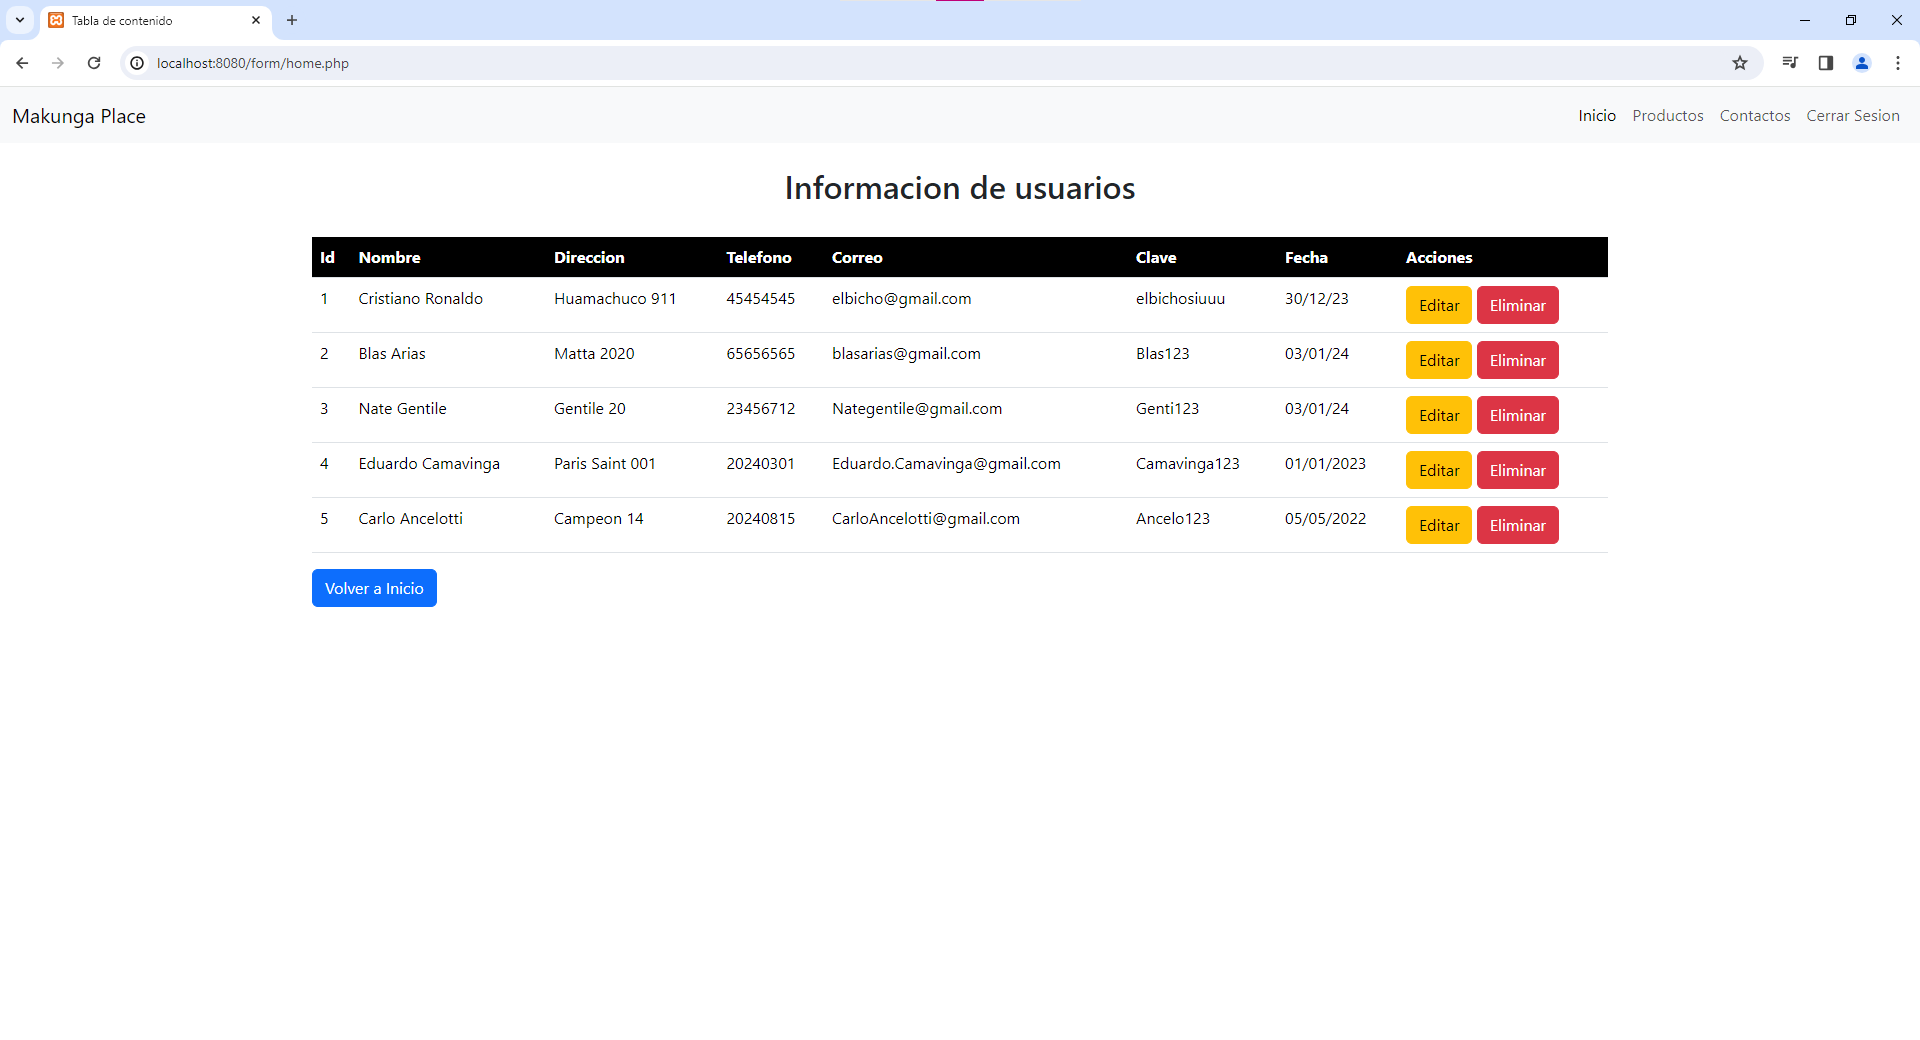 Tabla de contenido
localhost:8080/form/home.php
Makunga Place Inicio Productos Contactos Cerrar Sesion
Informacion de usuarios
Id Nombre Direccion Telefono Correo Clave Fecha Acciones
1 Cristiano Ronaldo Huamachuco 911 45454545 elbicho@gmail.com elbichosiuuu 30/12/23 Editar Eliminar
2 Blas Arias Matta 2020 65656565 blasarias@gmail.com Blas123 03/01/24 Editar Eliminar
3 Nate Gentile Gentile 20 23456712 Nategentile@gmail.com Genti123 03/01/24 Editar Eliminar
4 Eduardo Camavinga Paris Saint 001 20240301 Eduardo.Camavinga@gmail.com Camavinga123 01/01/2023 Editar Eliminar
5 Carlo Ancelotti Campeon 14 20240815 CarloAncelotti@gmail.com Ancelo123 05/05/2022 Editar Eliminar
Volver a Inicio